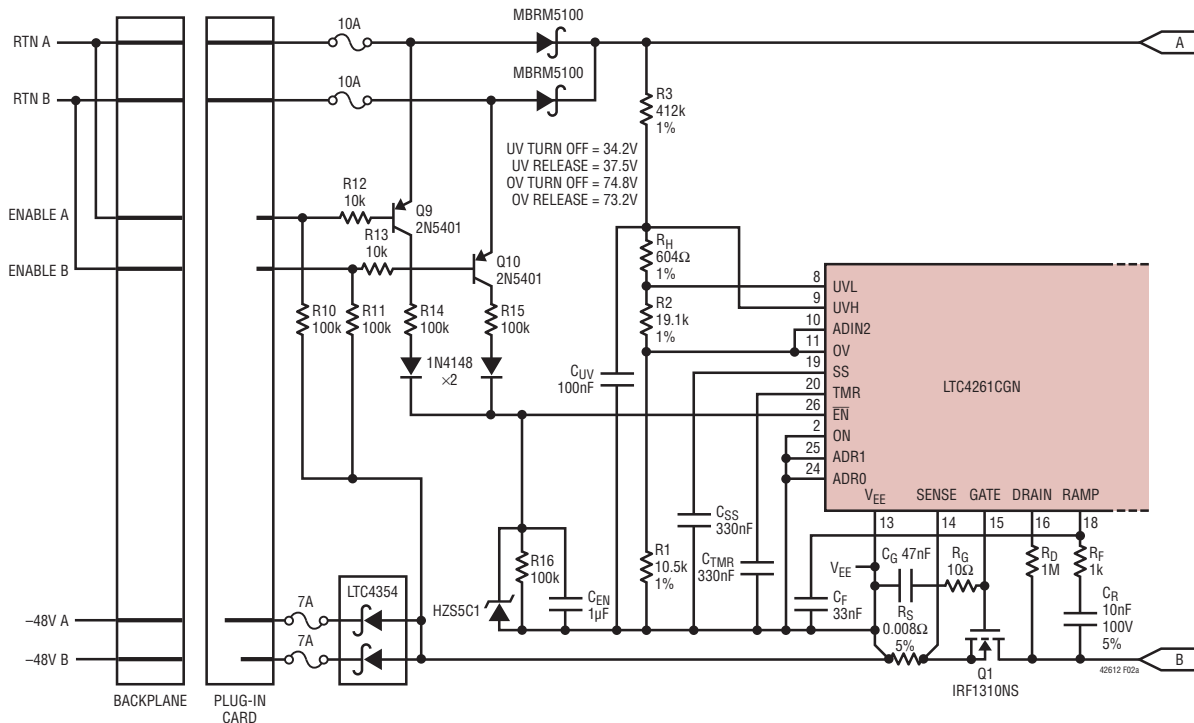 MBRM5100
10A
RTN A
A
MBRM5100
10A
RTN B
R3
412k
1%
UV TURN OFF = 34.2V
UV RELEASE = 37.5V
OV TURN OFF = 74.8V
OV RELEASE = 73.2V
R12
10k
ENABLE A
Q9
2N5401
R13
10k
ENABLE B
Q10
2N5401
RH
604Ω
1%
8
UVL
9
UVH
10
ADIN2
11
OV
19
SS
20
TMR
26
EN
2
ON
25
ADR1
24
ADR0
LTC4261CGN
R10
100k
R11
100k
R14
100k
R15
100k
R2
19.1k
1%
1N4148
×2
CUV
100nF
VEE
SENSE
GATE
DRAIN
RAMP
13
14
15
16
18
CSS
330nF
CTMR
330nF
R1
10.5k
1%
R16
100k
HZS5C1
CEN
1µF
VEE
CG 47nF
RG
10Ω
RD
1M
RF
1k
CF
33nF
RS
0.008Ω
5%
CR
10nF
100V
5%
LTC4354
7A
–48V A
7A
–48V B
Q1
IRF1310NS
B
42612 F02a
BACKPLANE
PLUG-IN
CARD